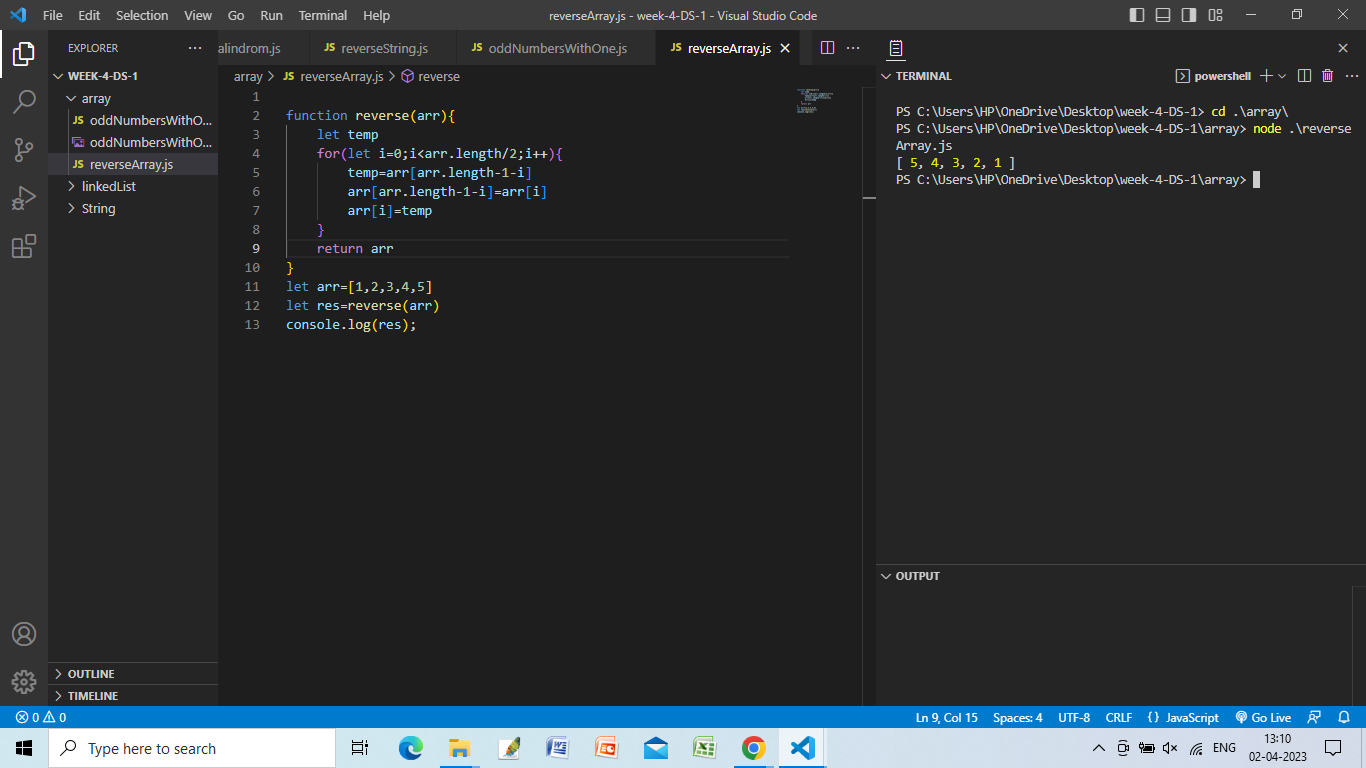 File Edit Selection View Go Run Terminal Help
reverseArray.js - week-4-DS-1 - Visual Studio Code
EXPLORER
WEEK-4-DS-1
array
JS oddNumbersWithO...
oddNumbersWithO...
JS reverseArray.js
linkedList
String
OUTLINE
TIMELINE
alindrom.js JS reverseString.js JS oddNumbersWithOne.js JS reverseArray.js
array > JS reverseArray.js > reverse
1
2 function reverse(arr){
3 let temp
4 for(let i=0;i<arr.length/2;i++){
5 temp=arr[arr.length-1-i]
6 arr[arr.length-1-i]=arr[i]
7 arr[i]=temp
8 }
9 return arr
10 }
11 let arr=[1,2,3,4,5]
12 let res=reverse(arr)
13 console.log(res);
TERMINAL
powershell
PS C:\Users\HP\OneDrive\Desktop\week-4-DS-1> cd .\array\
PS C:\Users\HP\OneDrive\Desktop\week-4-DS-1\array> node .\reverse
Array.js
[ 5, 4, 3, 2, 1 ]
PS C:\Users\HP\OneDrive\Desktop\week-4-DS-1\array>
OUTPUT
0 0
Ln 9, Col 15 Spaces: 4 UTF-8 CRLF {} JavaScript Go Live
Type here to search
ENG
13:10
02-04-2023